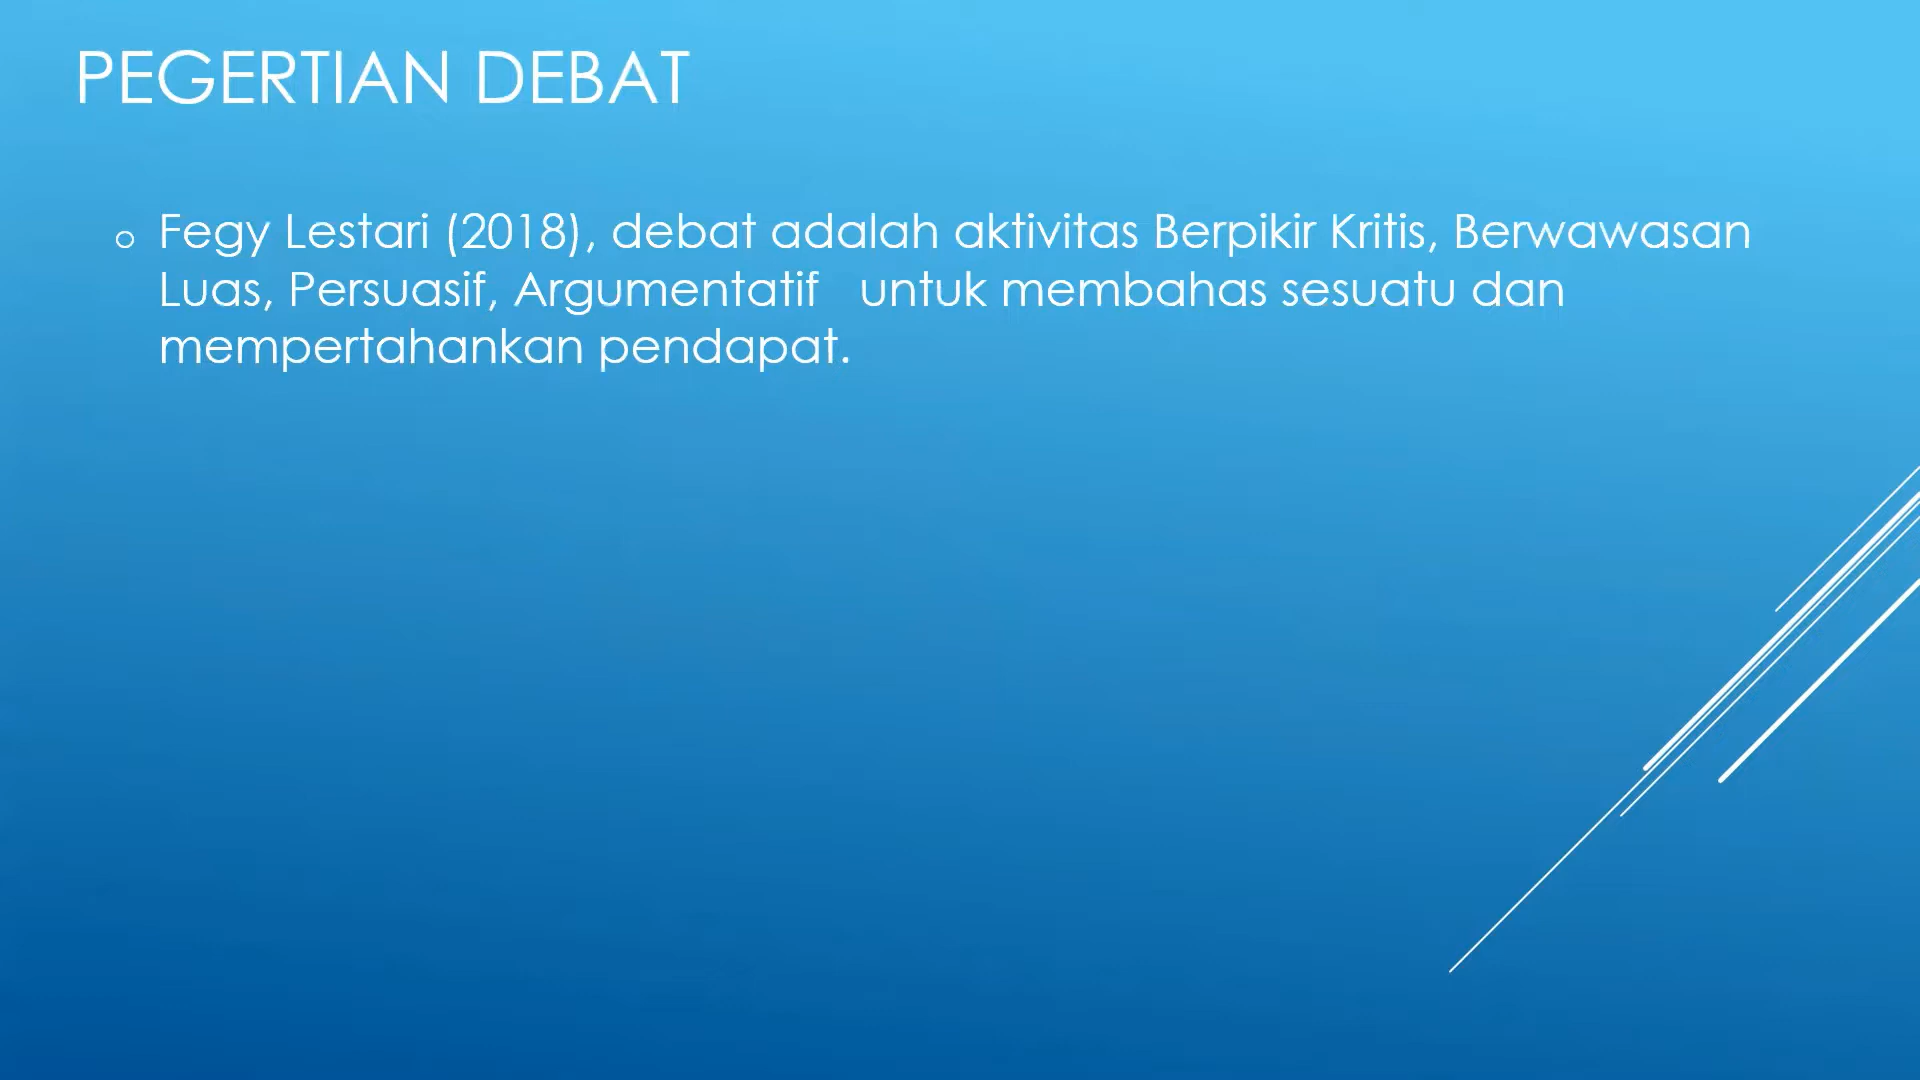 PEGERTIAN DEBAT
Fegy Lestari (2018), debat adalah aktivitas Berpikir Kritis, Berwawasan
Luas, Persuasif, Argumentatif   untuk membahas sesuatu dan
mempertahankan pendapat.